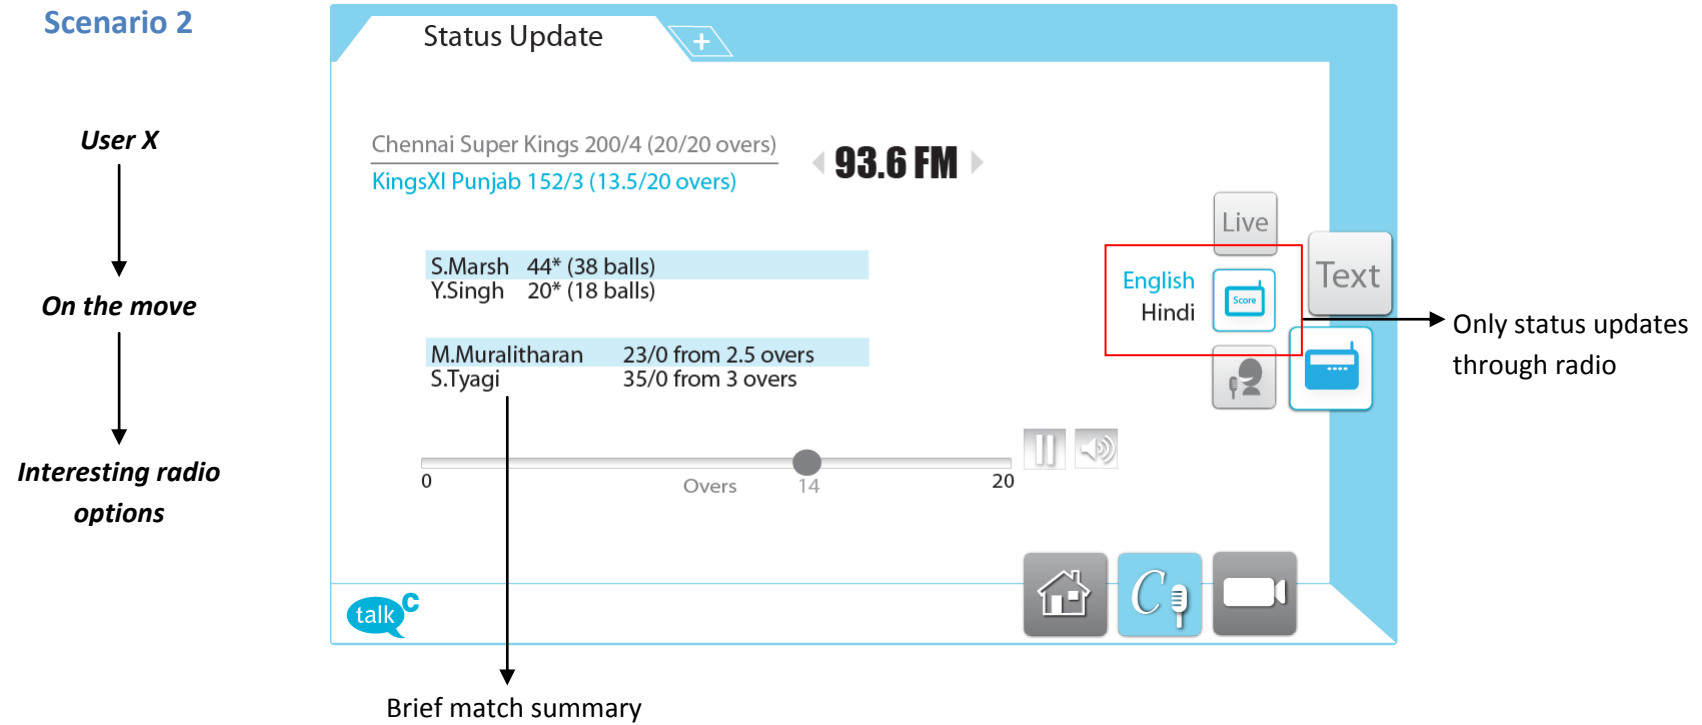 Scenario 2
User X
On the move
Interesting radio
options
Status Update
+
Chennai Super Kings 200/4 (20/20 overs)
KingsXI Punjab 152/3 (13.5/20 overs)
93.6 FM
S.Marsh 44* (38 balls)
Y.Singh 20* (18 balls)
M.Muralitharan 23/0 from 2.5 overs
S.Tyagi 35/0 from 3 overs
0 Overs 14 20
Live
English
Hindi
Score
Text
Only status updates
through radio
talk C
C
Brief match summary